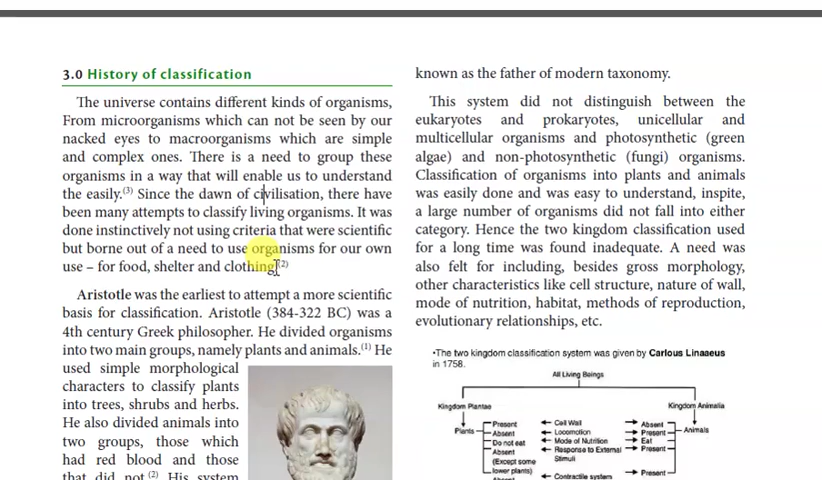 3.0 History of classification
The universe contains different kinds of organisms,
From microorganisms which can not be seen by our
nacked eyes to macroorganisms which are simple
and complex ones. There is a need to group these
organisms in a way that will enable us to understand
the easily.(3) Since the dawn of civilisation, there have
been many attempts to classify living organisms. It was
done instinctively not using criteria that were scientific
but borne out of a need to use organisms for our own
use – for food, shelter and clothing.(2)
Aristotle was the earliest to attempt a more scientific
basis for classification. Aristotle (384-322 BC) was a
4th century Greek philosopher. He divided organisms
into two main groups, namely plants and animals.(1) He
used simple morphological
characters to classify plants
into trees, shrubs and herbs.
He also divided animals into
two groups, those which
had red blood and those
that did not.(2) His system
known as the father of modern taxonomy.
This system did not distinguish between the
eukaryotes and prokaryotes, unicellular and
multicellular organisms and photosynthetic (green
algae) and non-photosynthetic (fungi) organisms.
Classification of organisms into plants and animals
was easily done and was easy to understand, inspite,
a large number of organisms did not fall into either
category. Hence the two kingdom classification used
for a long time was found inadequate. A need was
also felt for including, besides gross morphology,
other characteristics like cell structure, nature of wall,
mode of nutrition, habitat, methods of reproduction,
evolutionary relationships, etc.
•The two kingdom classification system was given by Carlous Linaaeus
in 1758.
All Living Beings
Kingdom Plantae Kingdom Animalia
Present Cell Wall Absent
Plants Absent Locomotion Present Animals
Do not eat Mode of Nutrition Eat
Absent Response to External Present
(Except some Stimuli
lower plants)
Absent Contractile system Present